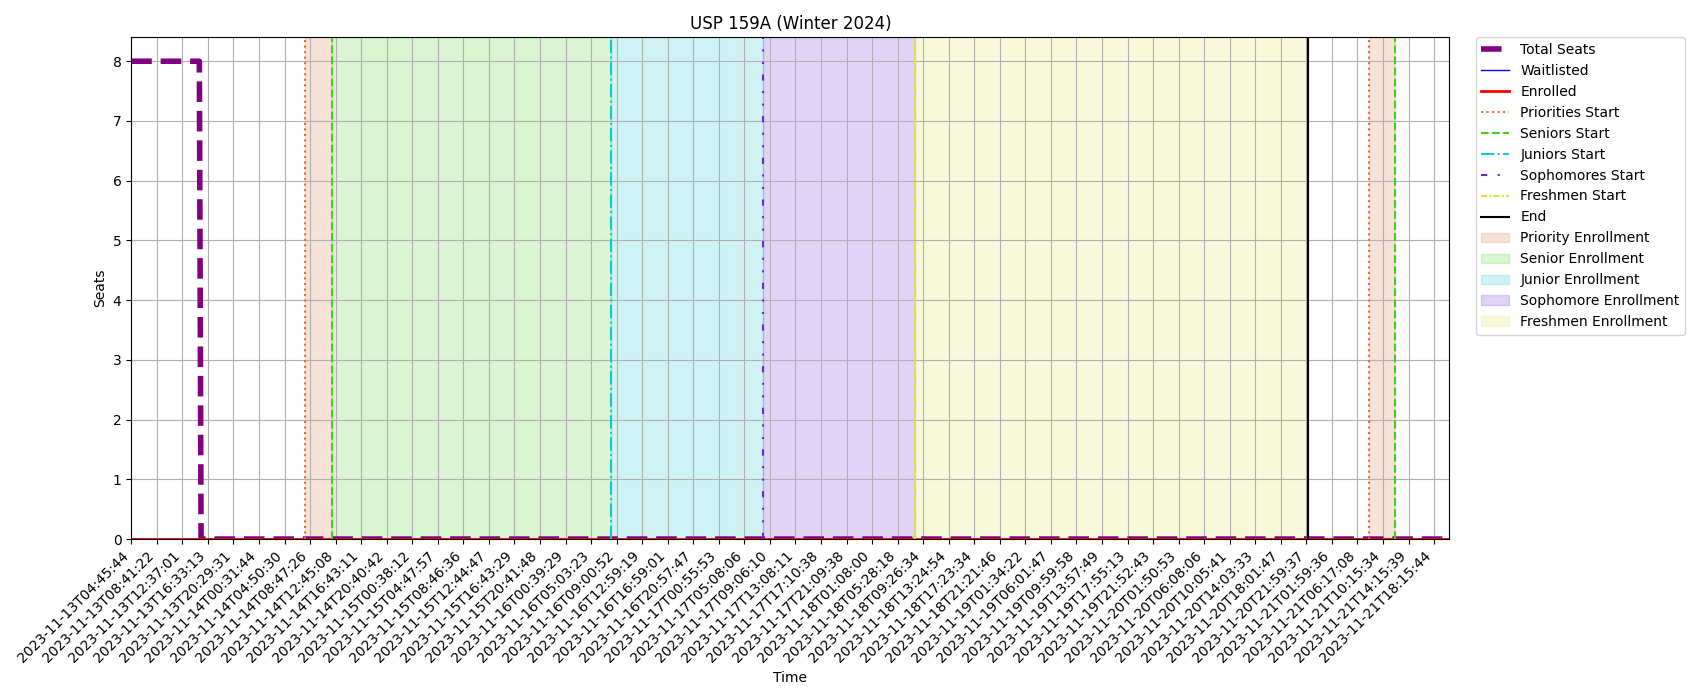 USP 159A (Winter 2024)
Seats
8
7
6
5
4
3
2
1
0
2023-11-13T04:45:44
2023-11-13T08:41:22
2023-11-13T12:37:01
2023-11-13T16:33:13
2023-11-13T20:29:31
2023-11-14T00:31:44
2023-11-14T04:50:30
2023-11-14T08:47:26
2023-11-14T12:45:08
2023-11-14T16:43:11
2023-11-14T20:40:42
2023-11-15T00:38:12
2023-11-15T04:47:57
2023-11-15T08:46:36
2023-11-15T12:44:47
2023-11-15T16:43:29
2023-11-15T20:41:48
2023-11-16T00:39:29
2023-11-16T05:03:23
2023-11-16T09:00:52
2023-11-16T12:59:19
2023-11-16T16:59:01
2023-11-16T20:57:47
2023-11-17T00:55:53
2023-11-17T05:08:06
2023-11-17T09:06:10
2023-11-17T13:08:11
2023-11-17T17:10:38
2023-11-17T21:09:38
2023-11-18T01:08:00
2023-11-18T05:28:18
2023-11-18T09:26:34
2023-11-18T13:24:54
2023-11-18T17:23:34
2023-11-18T21:21:46
2023-11-19T01:34:22
2023-11-19T06:01:47
2023-11-19T09:59:58
2023-11-19T13:57:49
2023-11-19T17:55:13
2023-11-19T21:52:43
2023-11-20T01:50:53
2023-11-20T06:08:06
2023-11-20T10:05:41
2023-11-20T14:03:33
2023-11-20T18:01:47
2023-11-20T21:59:37
2023-11-21T01:59:36
2023-11-21T06:17:08
2023-11-21T10:15:34
2023-11-21T14:15:39
2023-11-21T18:15:44
Time
Total Seats
Waitlisted
Enrolled
Priorities Start
Seniors Start
Juniors Start
Sophomores Start
Freshmen Start
End
Priority Enrollment
Senior Enrollment
Junior Enrollment
Sophomore Enrollment
Freshmen Enrollment